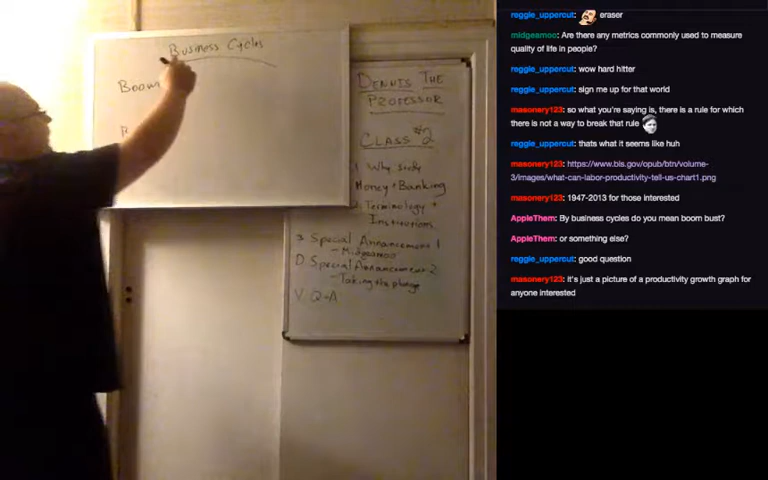 Business Cycles
Boom
DENNIS THE
PROFESSOR
CLASS #2
Why study
Money + Banking
Terminology +
Institutions
Special Announcement 1
- Midgeamoo
Special Announcement 2
- Taking the plunge
V. Q-A
reggle_uppercut: eraser
midgeamoo: Are there any metrics commonly used to measure
quality of life in people?
reggle_uppercut: wow hard hitter
reggle_uppercut: sign me up for that world
masonery123: so what you're saying is, there is a rule for which
there is not a way to break that rule
reggle_uppercut: thats what it seems like huh
masonery123: https://www.bls.gov/opub/btn/volume-
3/images/what-can-labor-productivity-tell-us-chart1.png
masonery123: 1947-2013 for those interested
AppleThem: By business cycles do you mean boom bust?
AppleThem: or something else?
reggle_uppercut: good question
masonery123: it's just a picture of a productivity growth graph for
anyone interested